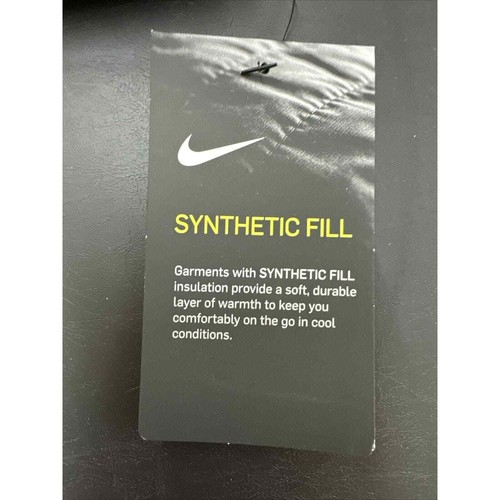 SYNTHETIC FILL
Garments with SYNTHETIC FILL
insulation provide a soft, durable
layer of warmth to keep you
comfortably on the go in cool
conditions.